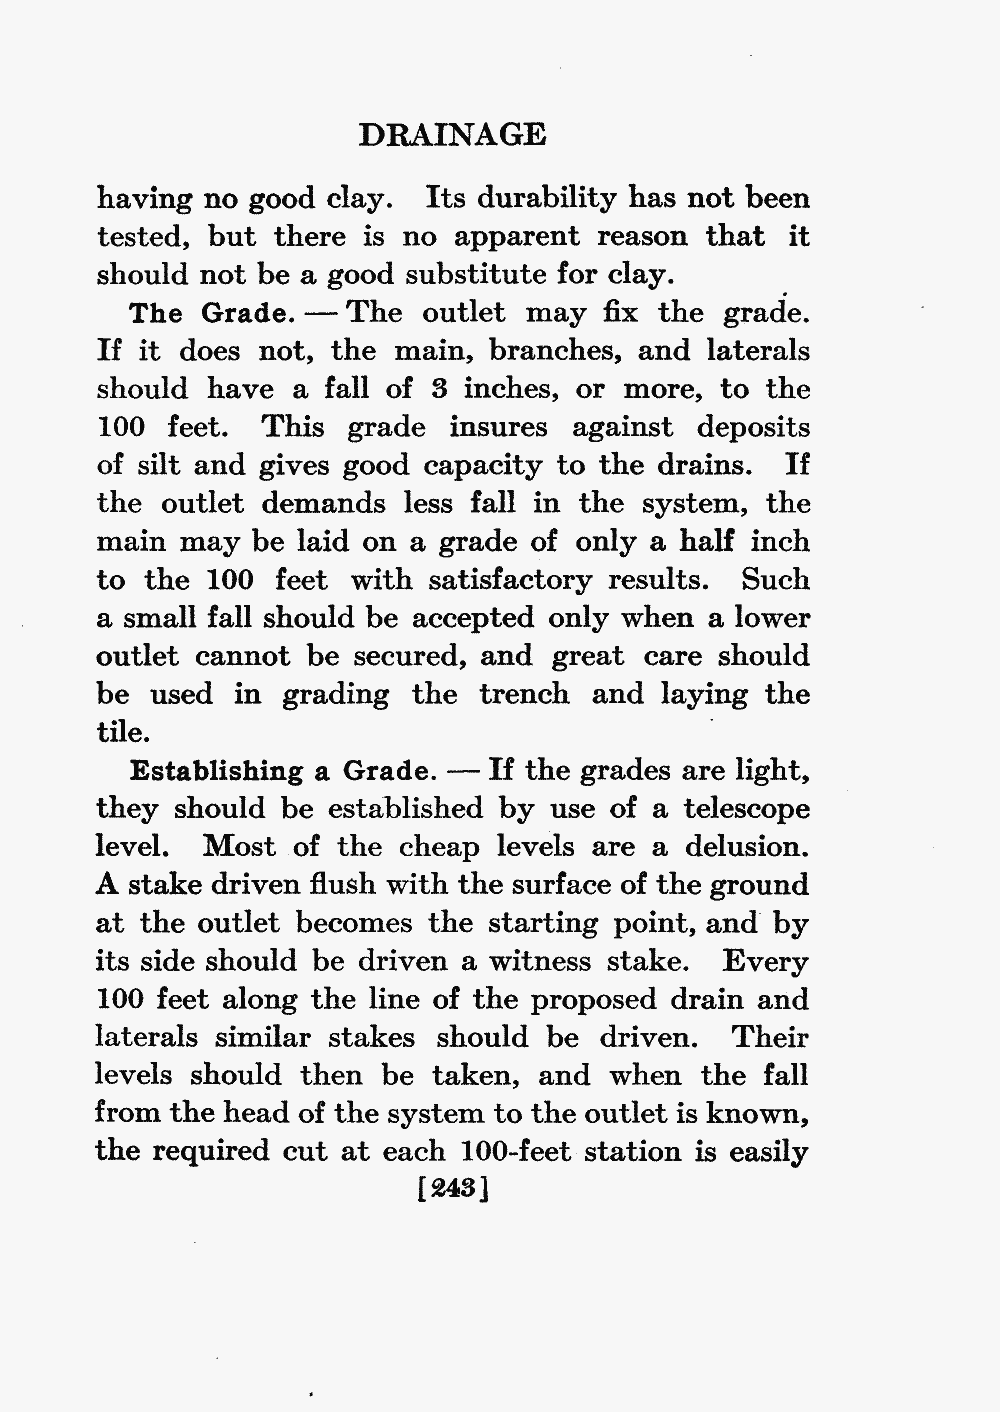 DRAINAGE
having no good clay. Its durability has not been
tested, but there is no apparent reason that it
should not be a good substitute for clay.
The Grade. — The outlet may fix the grade.
If it does not, the main, branches, and laterals
should have a fall of 3 inches, or more, to the
100 feet. This grade insures against deposits
of silt and gives good capacity to the drains. If
the outlet demands less fall in the system, the
main may be laid on a grade of only a half inch
to the 100 feet with satisfactory results. Such
a small fall should be accepted only when a lower
outlet cannot be secured, and great care should
be used in grading the trench and laying the
tile.
Establishing a Grade. — If the grades are light,
they should be established by use of a telescope
level. Most of the cheap levels are a delusion.
A stake driven flush with the surface of the ground
at the outlet becomes the starting point, and by
its side should be driven a witness stake. Every
100 feet along the line of the proposed drain and
laterals similar stakes should be driven. Their
levels should then be taken, and when the fall
from the head of the system to the outlet is known,
the required cut at each 100-feet station is easily
[243]